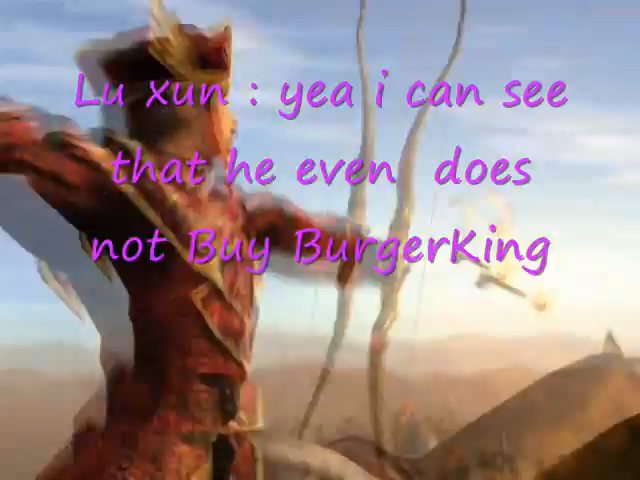 Lu xun : yea i can see
that he even does
not Buy BurgerKing